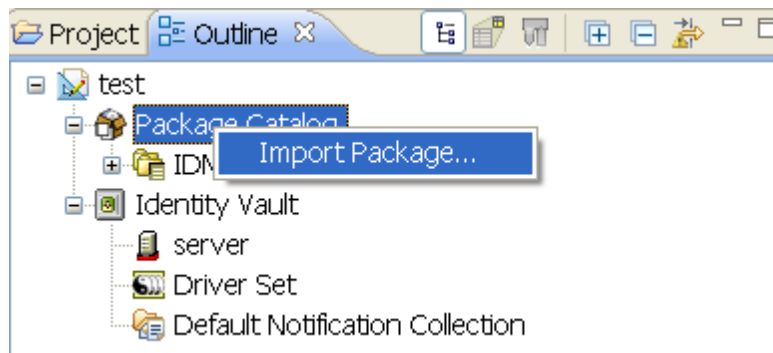 Project Outline
test
Package Catalog
Import Package...
IDM
Identity Vault
server
Driver Set
Default Notification Collection